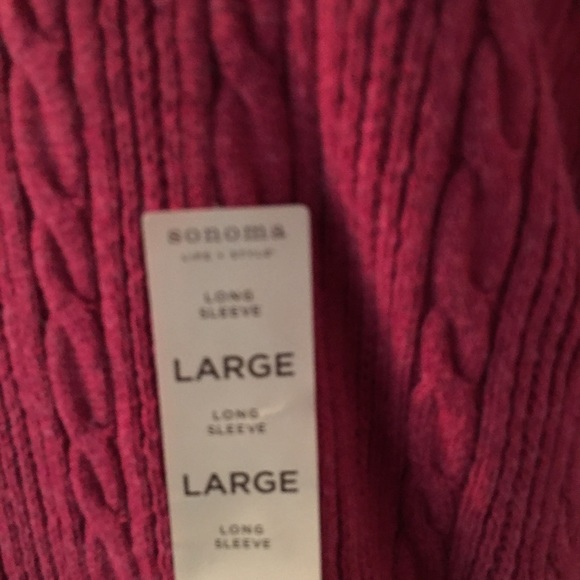 sonoma
LIFE + STYLE
LONG
SLEEVE
LARGE
LONG
SLEEVE
LARGE
LONG
SLEEVE